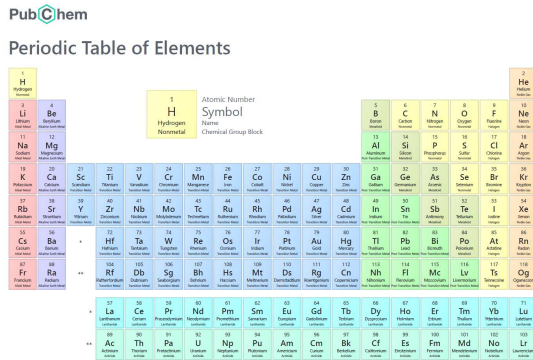 PubChem
Periodic Table of Elements
1 2
H He
Hydrogen Helium
Nonmetal Noble Gas
1 Atomic Number
H Symbol
Hydrogen Name
Nonmetal Chemical Group Block
3 4 5 6 7 8 9 10
Li Be B C N O F Ne
Lithium Beryllium Boron Carbon Nitrogen Oxygen Fluorine Neon
11 12 13 14 15 16 17 18
Na Mg Al Si P S Cl Ar
Sodium Magnesium Aluminum Silicon Phosphorus Sulfur Chlorine Argon
19 20 21 22 23 24 25 26 27 28 29 30 31 32 33 34 35 36
K Ca Sc Ti V Cr Mn Fe Co Ni Cu Zn Ga Ge As Se Br Kr
Potassium Calcium Scandium Titanium Vanadium Chromium Manganese Iron Cobalt Nickel Copper Zinc Gallium Germanium Arsenic Selenium Bromine Krypton
37 38 39 40 41 42 43 44 45 46 47 48 49 50 51 52 53 54
Rb Sr Y Zr Nb Mo Tc Ru Rh Pd Ag Cd In Sn Sb Te I Xe
Rubidium Strontium Yttrium Zirconium Niobium Molybdenum Technetium Ruthenium Rhodium Palladium Silver Cadmium Indium Tin Antimony Tellurium Iodine Xenon
55 56 * 72 73 74 75 76 77 78 79 80 81 82 83 84 85 86
Cs Ba Hf Ta W Re Os Ir Pt Au Hg Tl Pb Bi Po At Rn
Cesium Barium Hafnium Tantalum Tungsten Rhenium Osmium Iridium Platinum Gold Mercury Thallium Lead Bismuth Polonium Astatine Radon
87 88 ** 104 105 106 107 108 109 110 111 112 113 114 115 116 117 118
Fr Ra Rf Db Sg Bh Hs Mt Ds Rg Cn Nh Fl Mc Lv Ts Og
Francium Radium Rutherfordium Dubnium Seaborgium Bohrium Hassium Meitnerium Darmstadtium Roentgenium Copernicium Nihonium Flerovium Moscovium Livermorium Tennessine Oganesson
* 57 58 59 60 61 62 63 64 65 66 67 68 69 70 71
La Ce Pr Nd Pm Sm Eu Gd Tb Dy Ho Er Tm Yb Lu
Lanthanum Cerium Praseodymium Neodymium Promethium Samarium Europium Gadolinium Terbium Dysprosium Holmium Erbium Thulium Ytterbium Lutetium
** 89 90 91 92 93 94 95 96 97 98 99 100 101 102 103
Ac Th Pa U Np Pu Am Cm Bk Cf Es Fm Md No Lr
Actinium Thorium Protactinium Uranium Neptunium Plutonium Americium Curium Berkelium Californium Einsteinium Fermium Mendelevium Nobelium Lawrencium